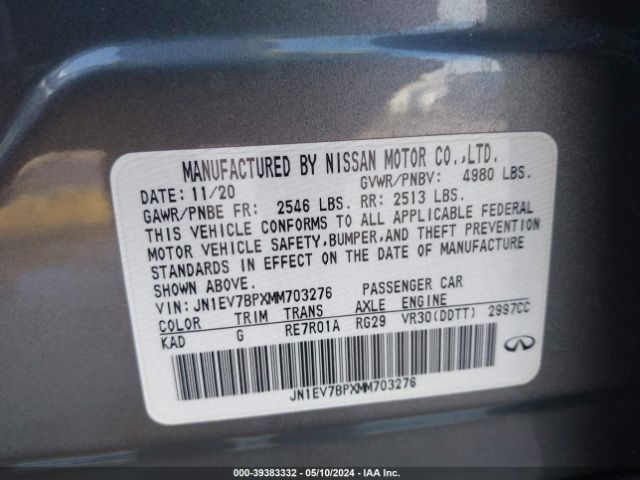 MANUFACTURED BY NISSAN MOTOR CO.,LTD.
DATE: 11/20 GVWR/PNBV: 4980 LBS.
GAWR/PNBE FR: 2546 LBS. RR: 2513 LBS.
THIS VEHICLE CONFORMS TO ALL APPLICABLE FEDERAL
MOTOR VEHICLE SAFETY, BUMPER, AND THEFT PREVENTION
STANDARDS IN EFFECT ON THE DATE OF MANUFACTURE
SHOWN ABOVE.
VIN: JN1EV7BPXMM703276 PASSENGER CAR
COLOR TRIM TRANS AXLE ENGINE
KAD G RE7R01A RG29 VR30(DDTT) 2997CC
JN1EV7BPXMM703276
000-39383332 - 05/10/2024 - IAA Inc.